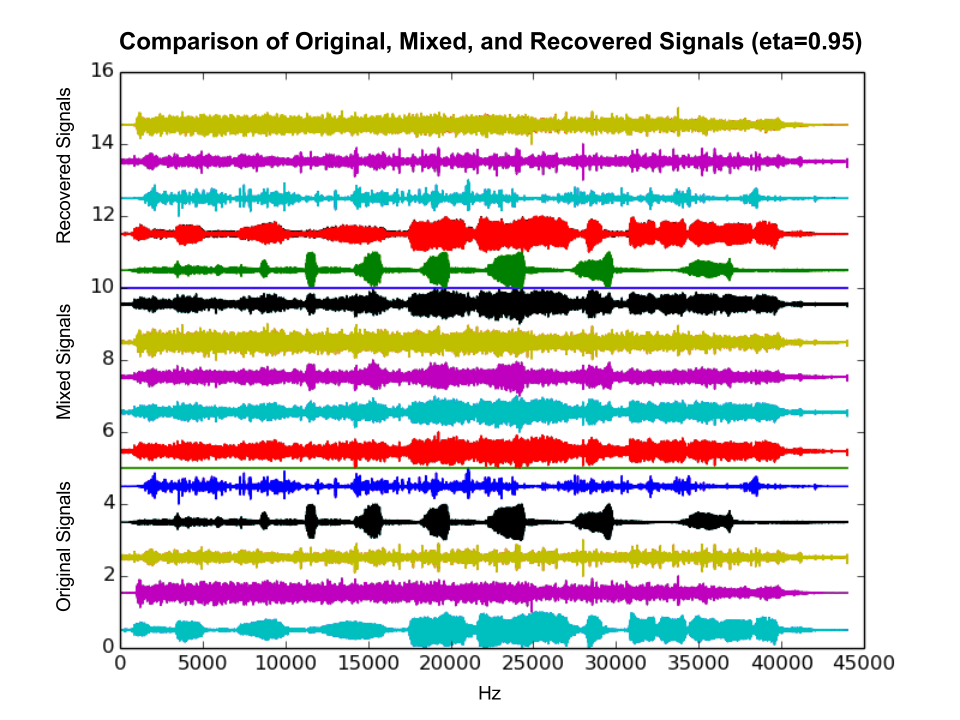 Comparison of Original, Mixed, and Recovered Signals (eta=0.95)
Recovered Signals
Mixed Signals
Original Signals
16
14
12
10
8
6
4
2
0
0 5000 10000 15000 20000 25000 30000 35000 40000 45000
Hz